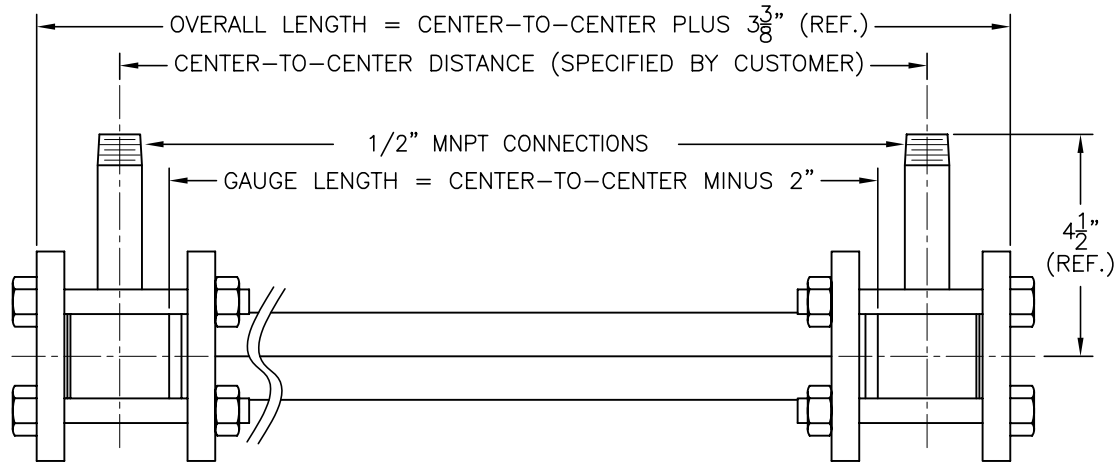 OVERALL LENGTH = CENTER-TO-CENTER PLUS 3 3/8" (REF.)
CENTER-TO-CENTER DISTANCE (SPECIFIED BY CUSTOMER)
1/2" MNPT CONNECTIONS
GAUGE LENGTH = CENTER-TO-CENTER MINUS 2"
4 1/2"
(REF.)